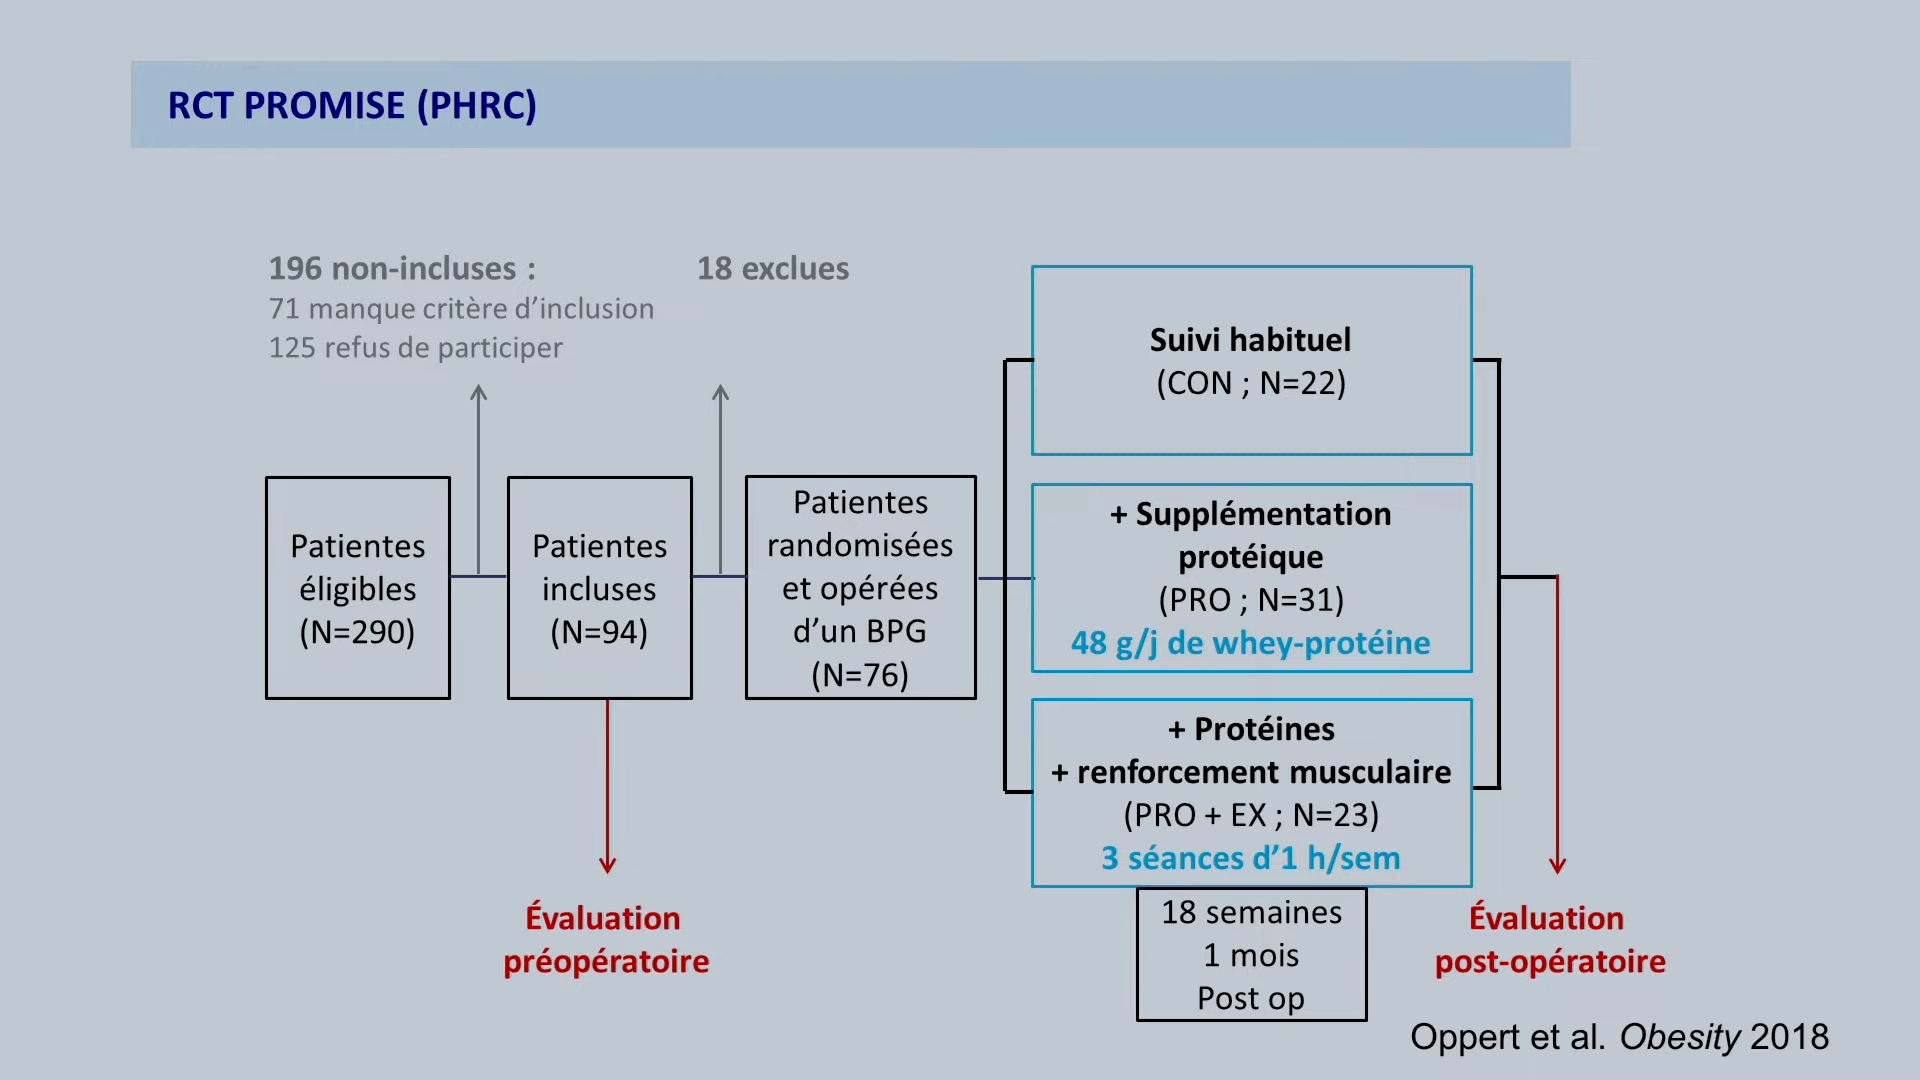 RCT PROMISE (PHRC)
196 non-incluses :
71 manque critère d’inclusion
125 refus de participer
18 exclues
Patientes
éligibles
(N=290)
Patientes
incluses
(N=94)
Patientes
randomisées
et opérées
d’un BPG
(N=76)
Suivi habituel
(CON ; N=22)
+ Supplémentation
protéique
(PRO ; N=31)
48 g/j de whey-protéine
+ Protéines
+ renforcement musculaire
(PRO + EX ; N=23)
3 séances d’1 h/sem
18 semaines
1 mois
Post op
Évaluation
préopératoire
Évaluation
post-opératoire
Oppert et al. Obesity 2018